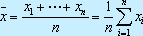 x̄ = (x₁ + ··· + xₙ)/n = (1/n) ∑ᵢ₌₁ⁿ xᵢ